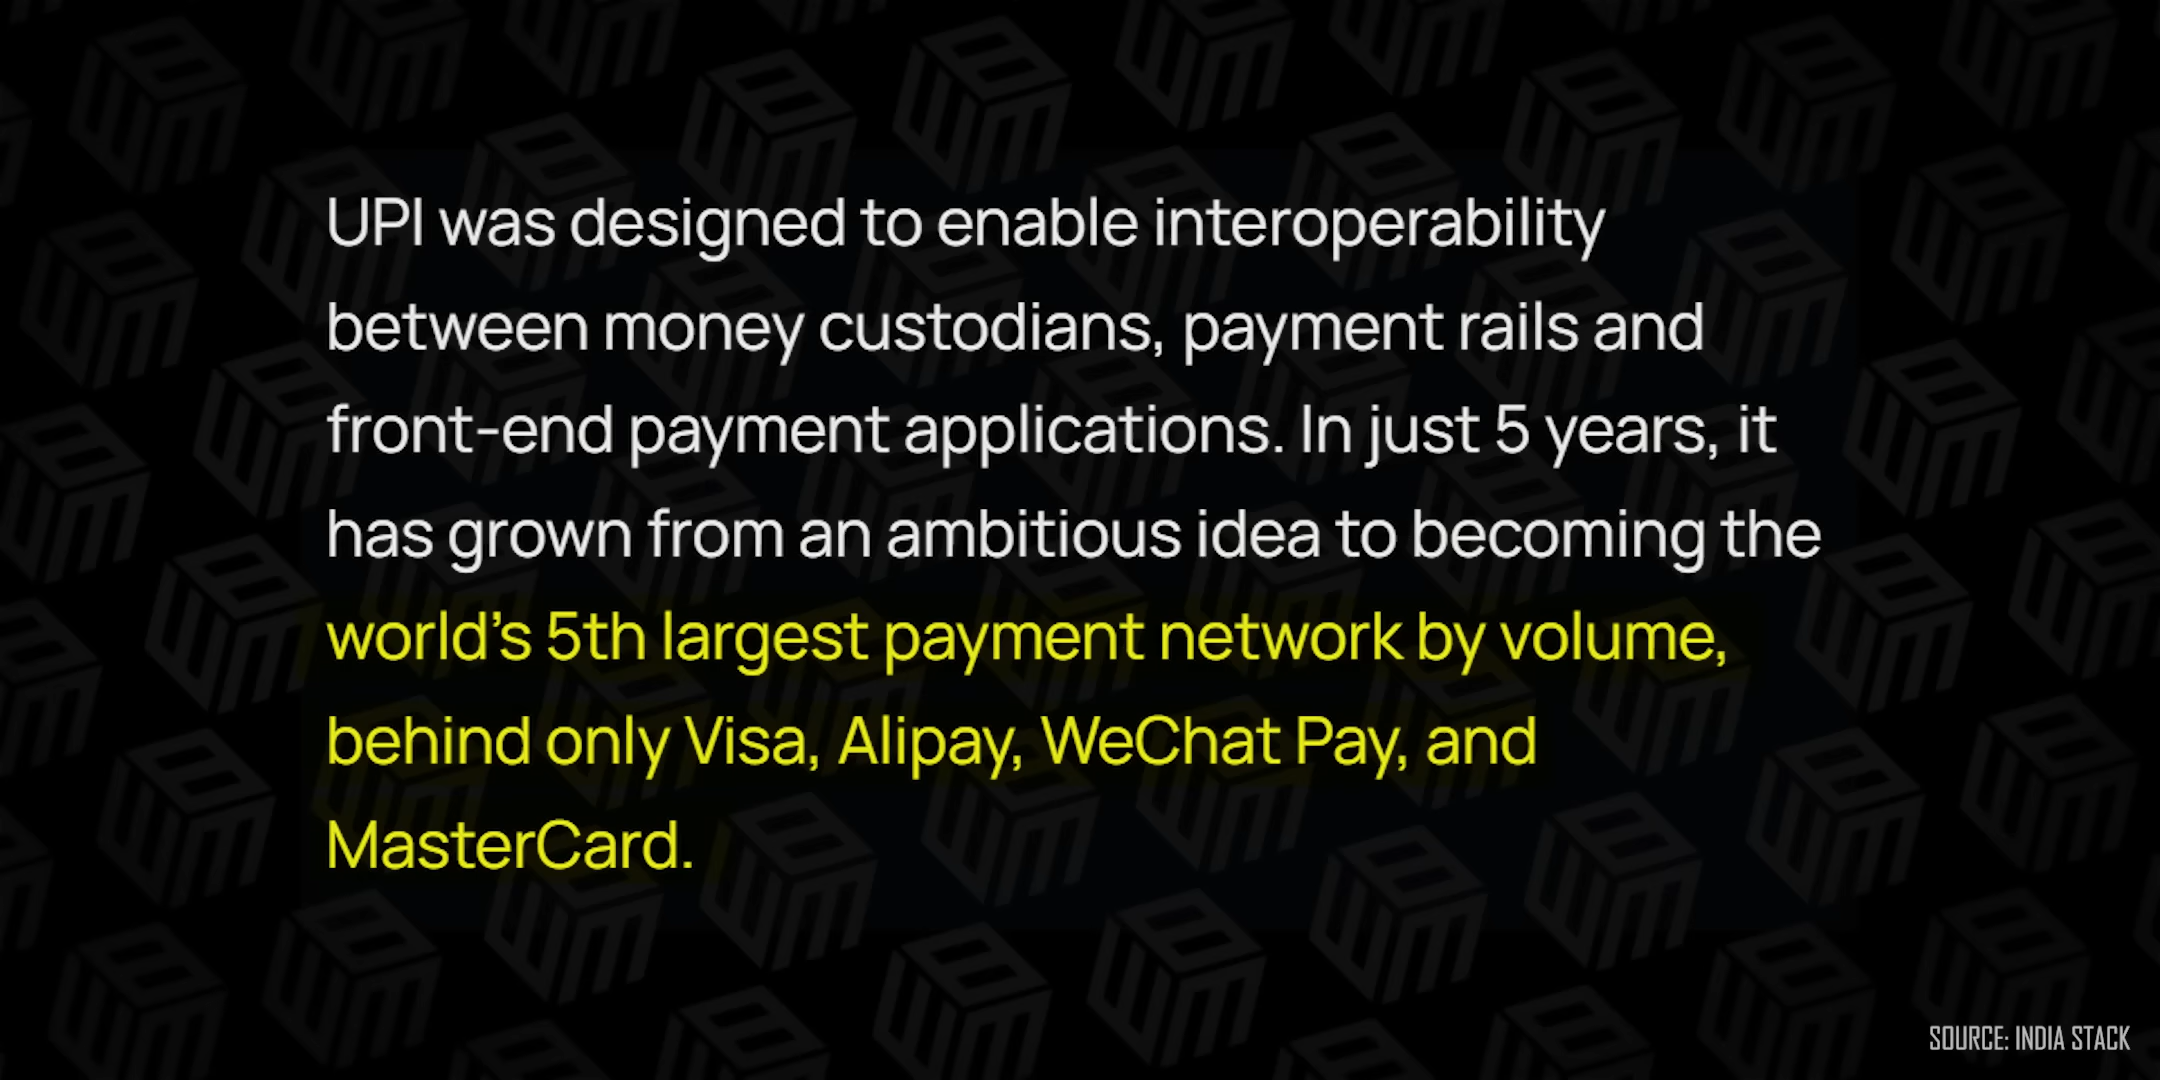 UPI was designed to enable interoperability
between money custodians, payment rails and
front-end payment applications. In just 5 years, it
has grown from an ambitious idea to becoming the
world’s 5th largest payment network by volume,
behind only Visa, Alipay, WeChat Pay, and
MasterCard.
SOURCE: INDIA STACK